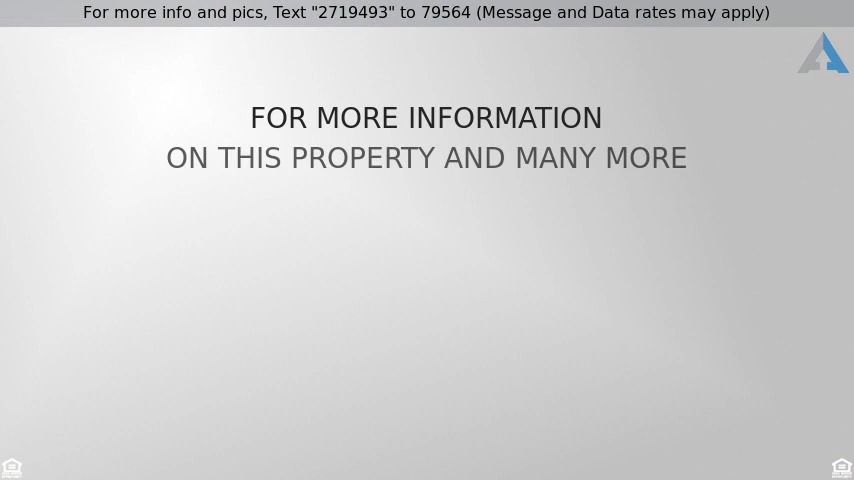 For more info and pics, Text "2719493" to 79564 (Message and Data rates may apply)
FOR MORE INFORMATION
ON THIS PROPERTY AND MANY MORE